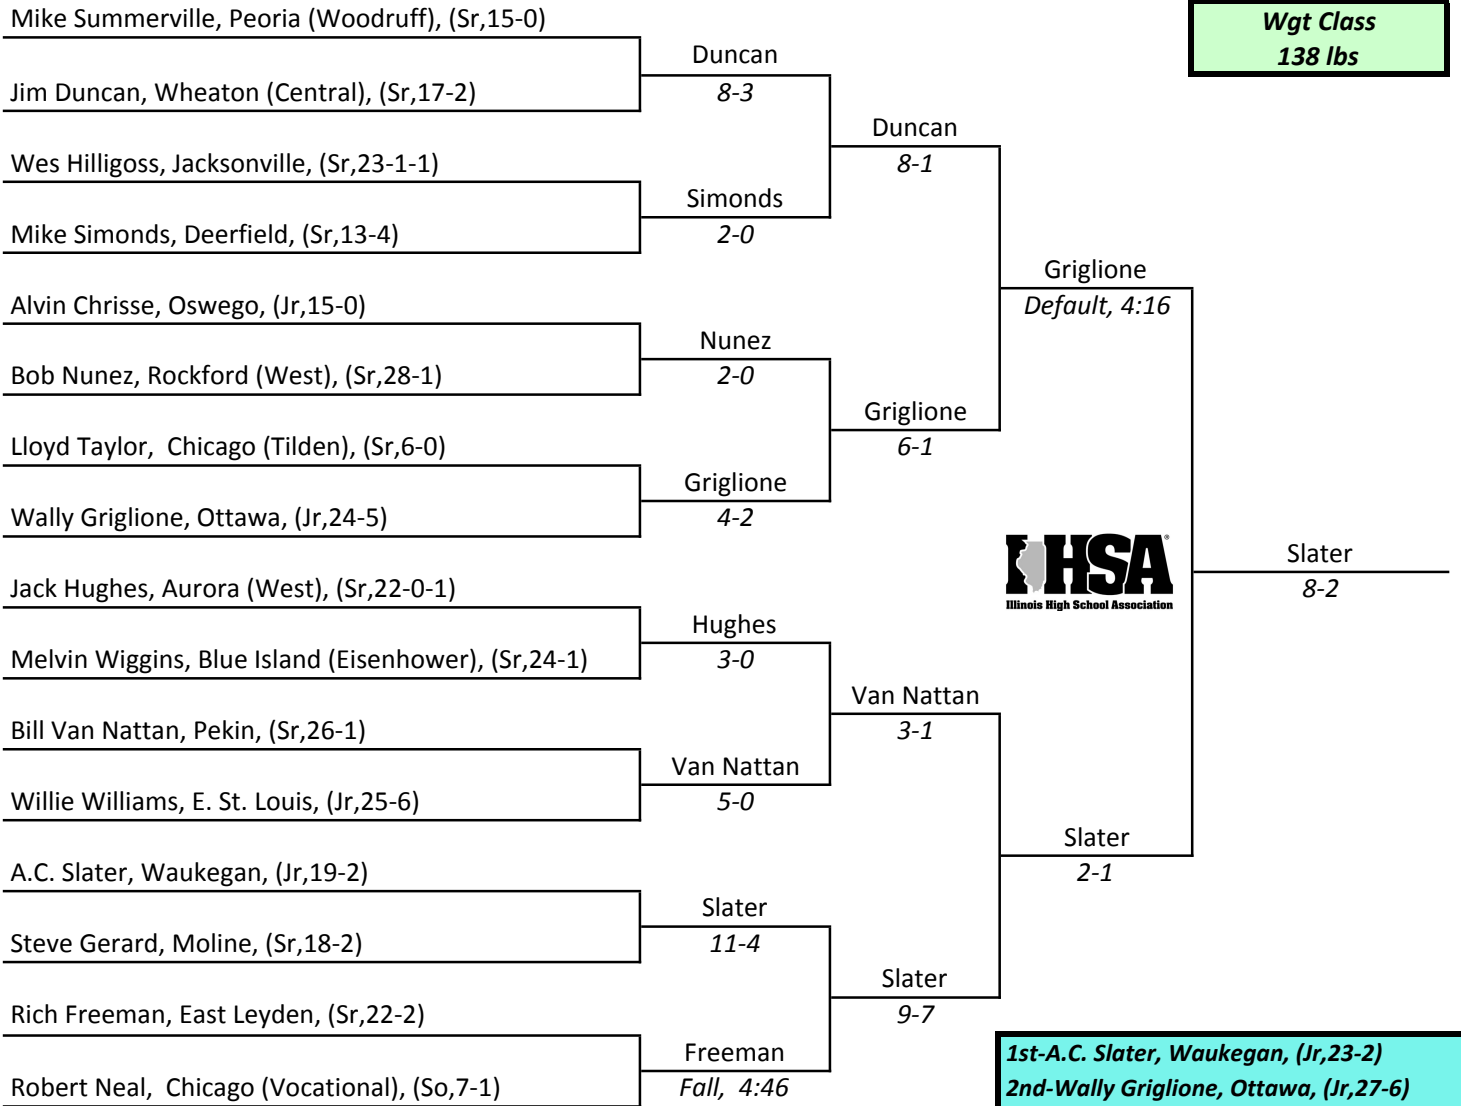 Mike Summerville, Peoria (Woodruff), (Sr,15-0)
Wgt Class
138 lbs
Duncan
8-3
Jim Duncan, Wheaton (Central), (Sr,17-2)
Duncan
8-1
Wes Hilligoss, Jacksonville, (Sr,23-1-1)
Simonds
2-0
Mike Simonds, Deerfield, (Sr,13-4)
Griglione
Default, 4:16
Alvin Chrisse, Oswego, (Jr,15-0)
Nunez
2-0
Bob Nunez, Rockford (West), (Sr,28-1)
Griglione
6-1
Lloyd Taylor, Chicago (Tilden), (Sr,6-0)
Griglione
4-2
Wally Griglione, Ottawa, (Jr,24-5)
IHSA
Illinois High School Association
Slater
8-2
Jack Hughes, Aurora (West), (Sr,22-0-1)
Hughes
3-0
Melvin Wiggins, Blue Island (Eisenhower), (Sr,24-1)
Van Nattan
3-1
Bill Van Nattan, Pekin, (Sr,26-1)
Van Nattan
5-0
Willie Williams, E. St. Louis, (Jr,25-6)
Slater
2-1
A.C. Slater, Waukegan, (Jr,19-2)
Slater
11-4
Steve Gerard, Moline, (Sr,18-2)
Slater
9-7
Rich Freeman, East Leyden, (Sr,22-2)
Freeman
Fall, 4:46
Robert Neal, Chicago (Vocational), (So,7-1)
1st-A.C. Slater, Waukegan, (Jr,23-2)
2nd-Wally Griglione, Ottawa, (Jr,27-6)